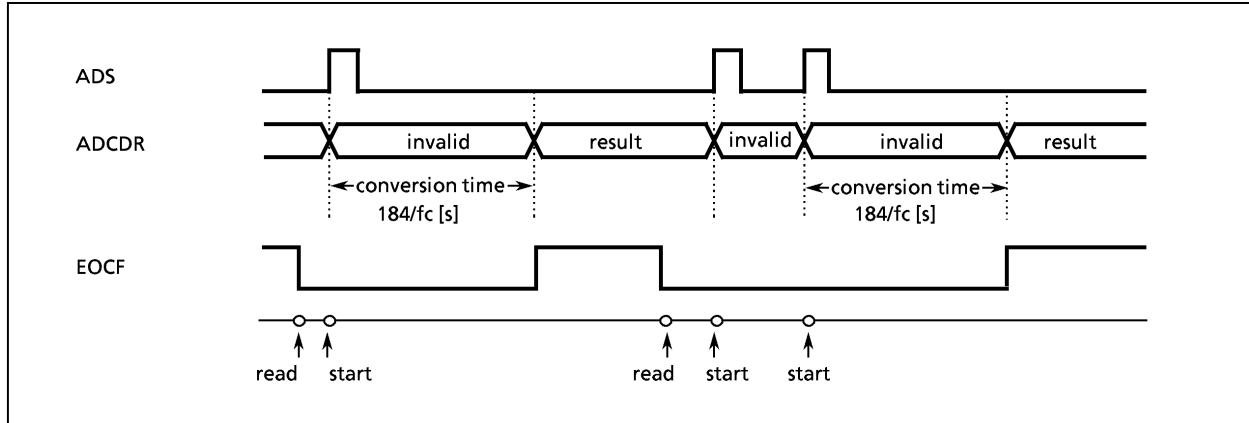 ADS
ADCDR
invalid
result
invalid
invalid
result
conversion time
184/fc [s]
conversion time
184/fc [s]
EOCF
read
start
read
start
start